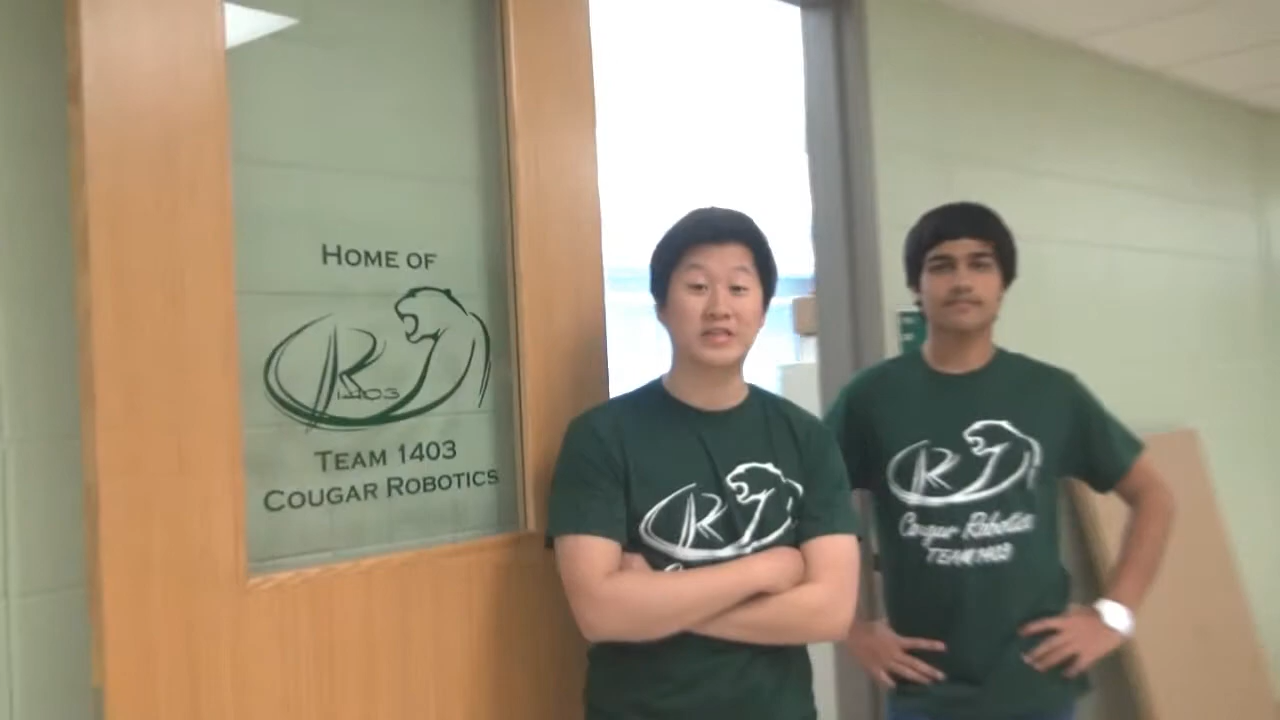 HOME OF
R
1403
TEAM 1403
COUGAR ROBOTICS
R
R
Cougar Robotics
TEAM 1403